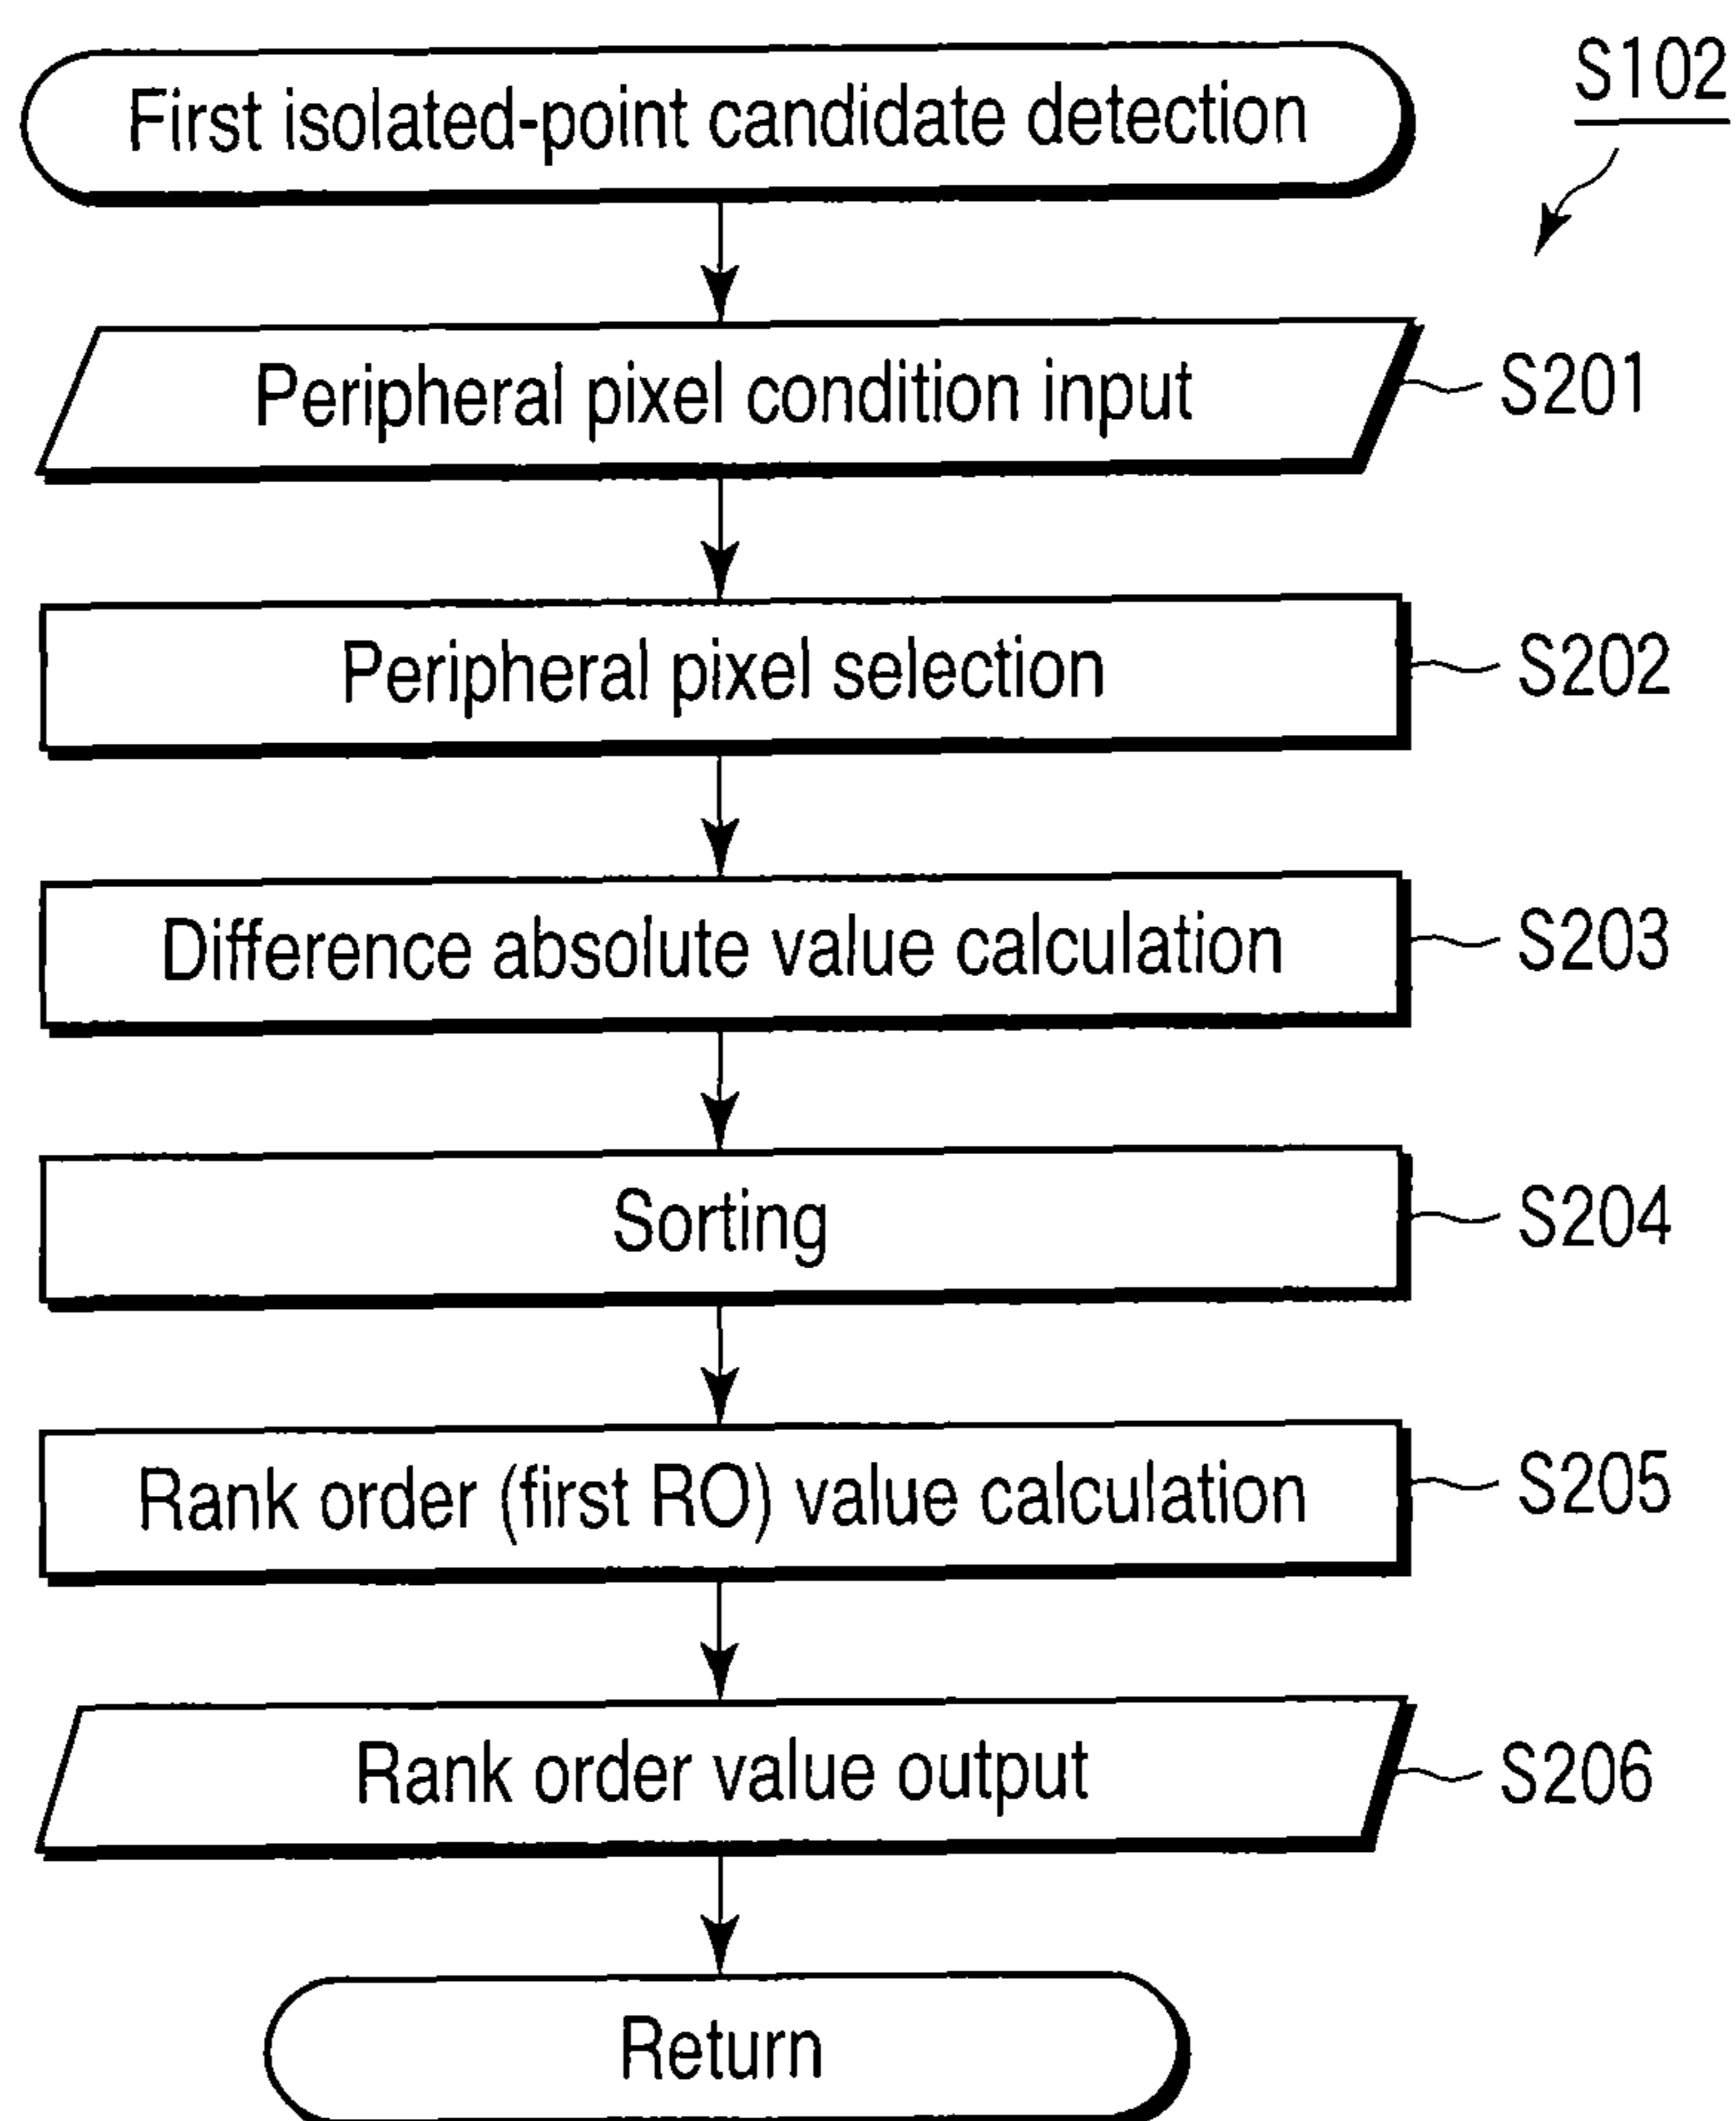 First isolated-point candidate detection
S102
Peripheral pixel condition input
S201
Peripheral pixel selection
S202
Difference absolute value calculation
S203
Sorting
S204
Rank order (first RO) value calculation
S205
Rank order value output
S206
Return